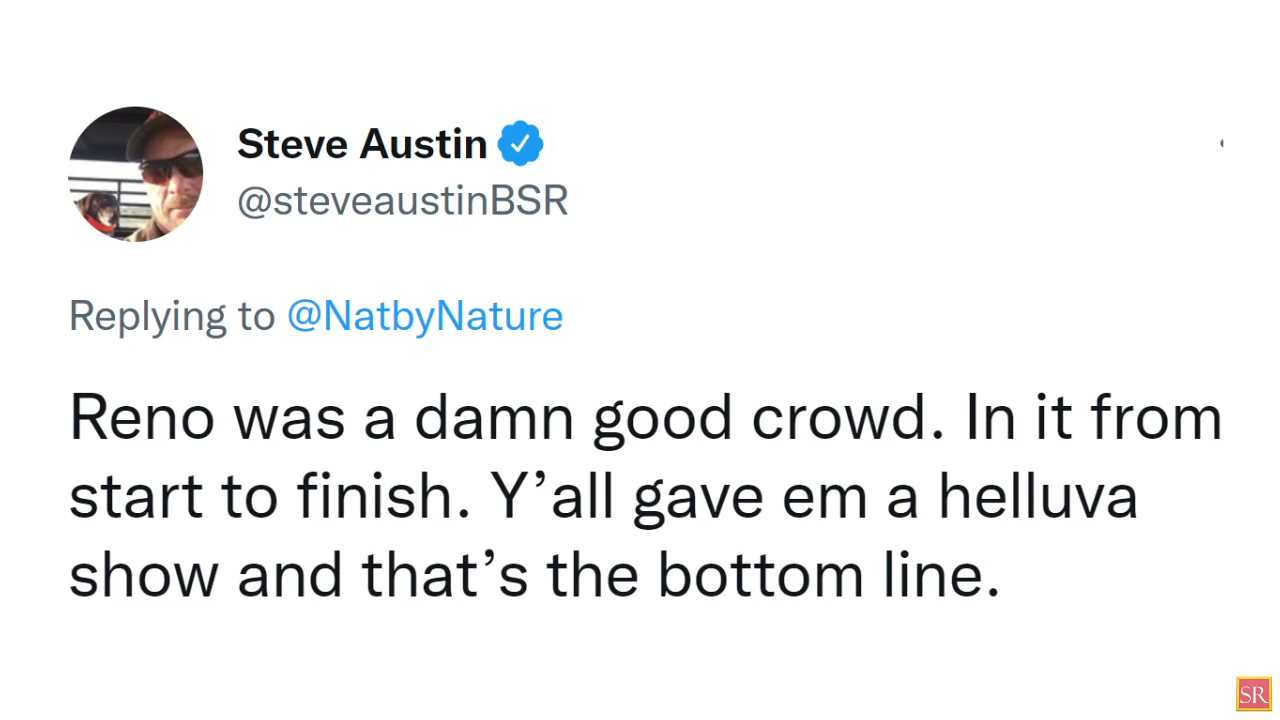 Steve Austin
@steveaustinBSR
Replying to @NatbyNature
Reno was a damn good crowd. In it from
start to finish. Y’all gave em a helluva
show and that’s the bottom line.
SR